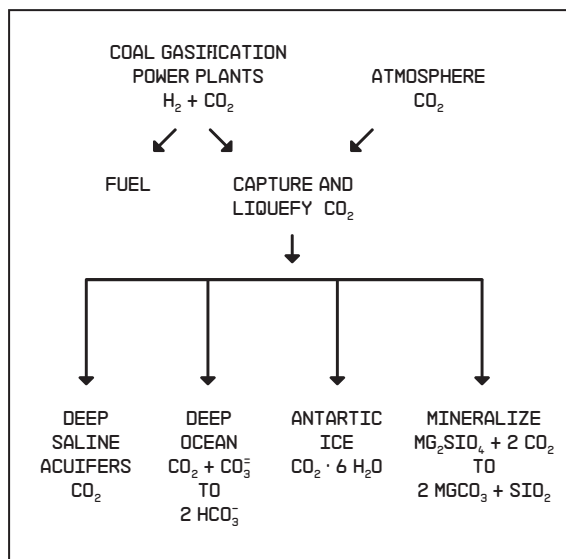 COAL GASIFICATION
POWER PLANTS
H₂ + CO₂
ATMOSPHERE
CO₂
FUEL
CAPTURE AND
LIQUEFY CO₂
DEEP
SALINE
ACUIFERS
CO₂
DEEP
OCEAN
CO₂ + CO₃⁼
TO
2 HCO₃⁻
ANTARTIC
ICE
CO₂ · 6 H₂O
MINERALIZE
MG₂SIO₄ + 2 CO₂
TO
2 MGCO₃ + SIO₂